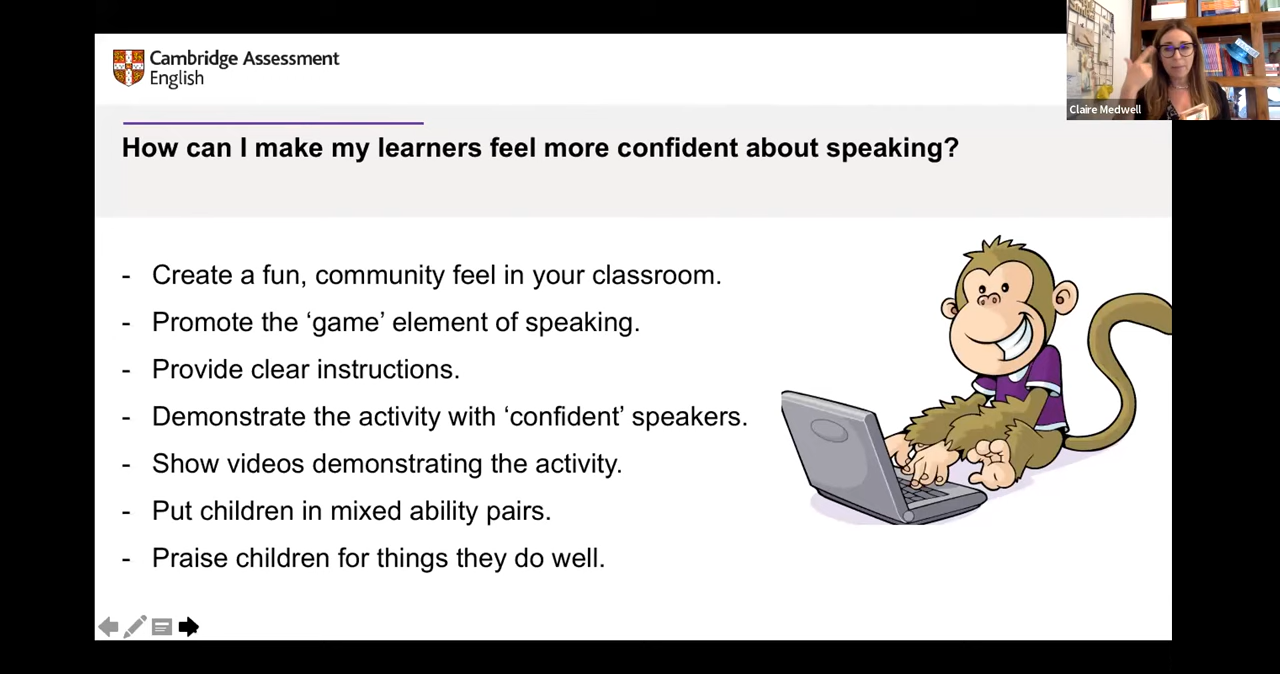 Cambridge Assessment
English
Claire Medwell
How can I make my learners feel more confident about speaking?
- Create a fun, community feel in your classroom.
- Promote the ‘game’ element of speaking.
- Provide clear instructions.
- Demonstrate the activity with ‘confident’ speakers.
- Show videos demonstrating the activity.
- Put children in mixed ability pairs.
- Praise children for things they do well.